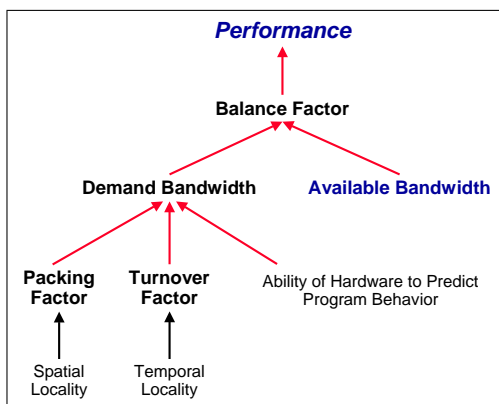 Performance
Balance Factor
Demand Bandwidth
Available Bandwidth
Packing
Factor
Turnover
Factor
Ability of Hardware to Predict
Program Behavior
Spatial
Locality
Temporal
Locality